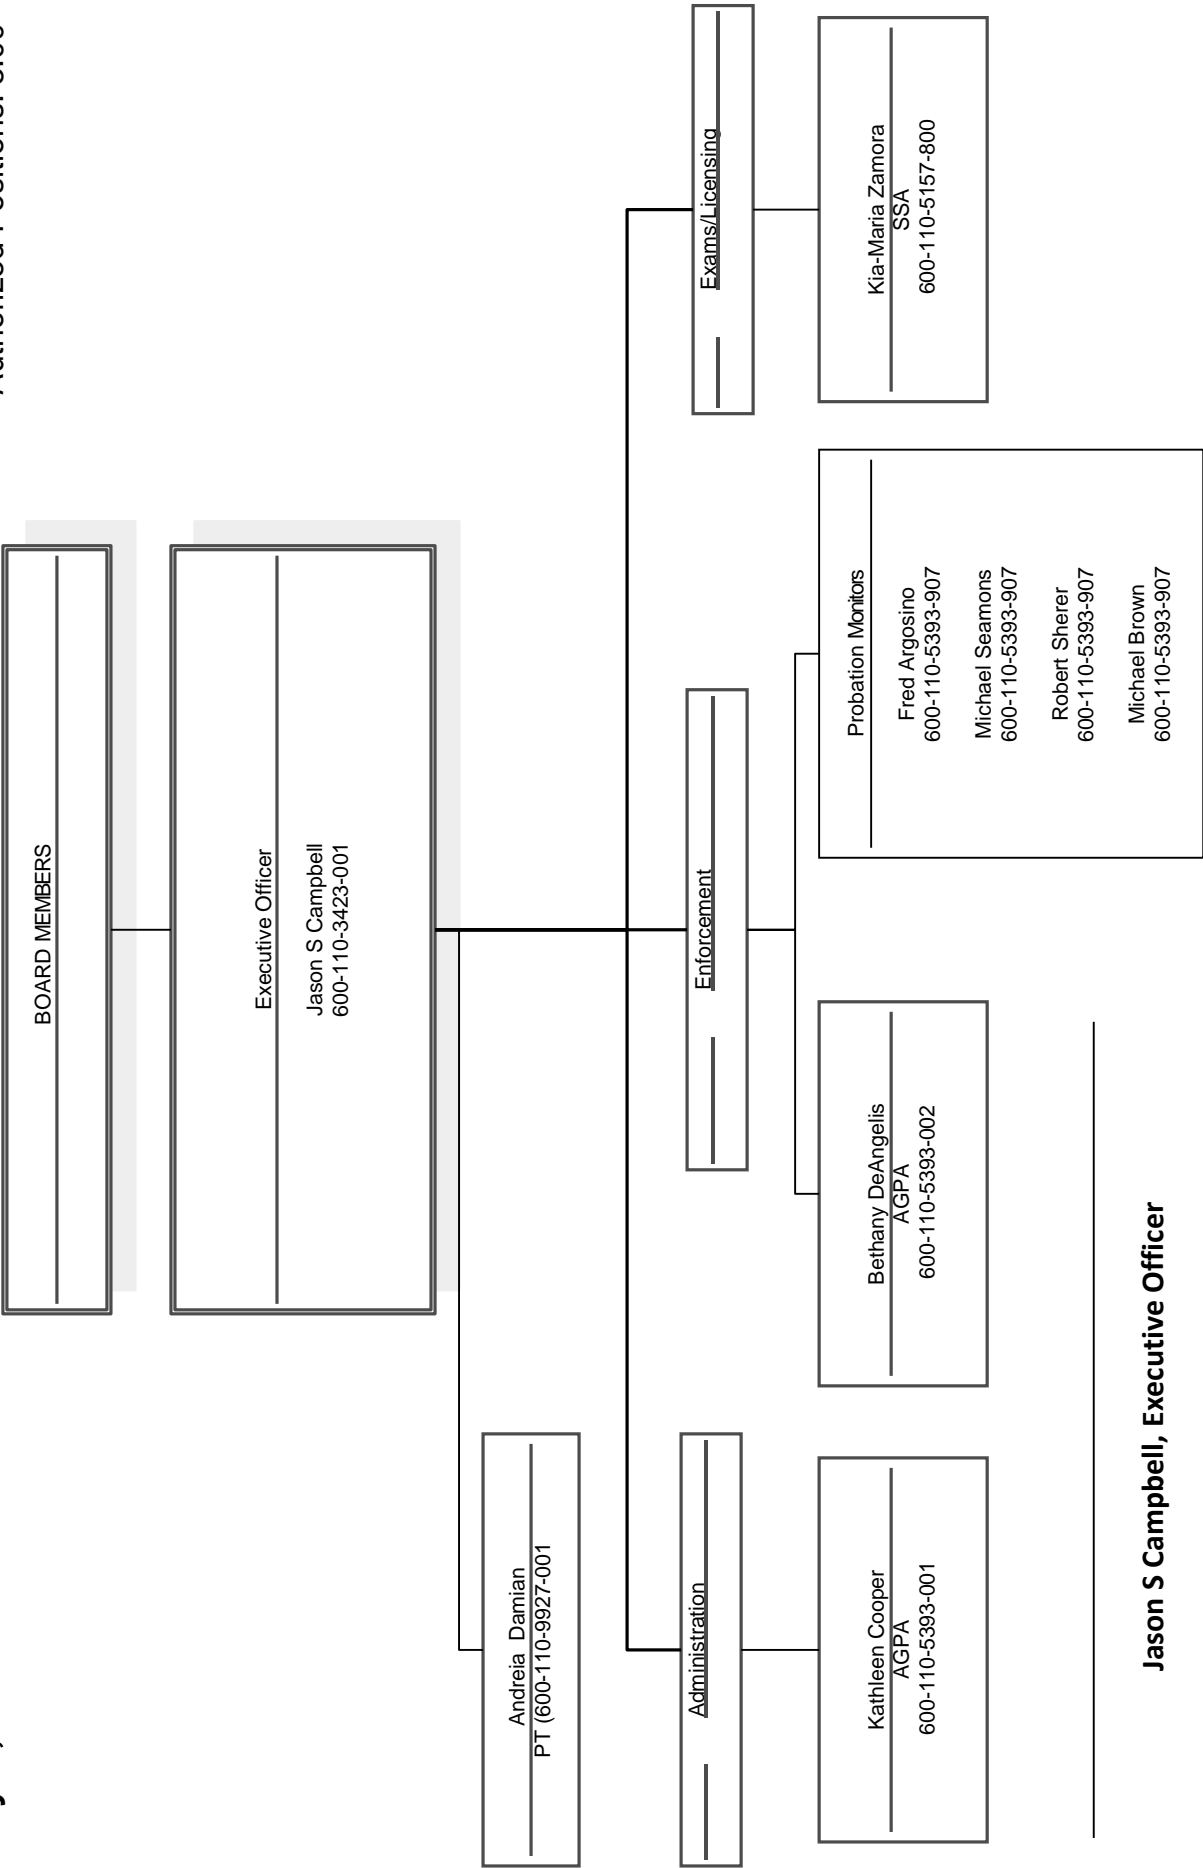 BOARD MEMBERS
Executive Officer
Jason S Campbell
600-110-3423-001
Andreia Damian
PT (600-110-9927-001
Administration
Enforcement
Exams/Licensing
Kathleen Cooper
AGPA
600-110-5393-001
Bethany DeAngelis
AGPA
600-110-5393-002
Probation Monitors
Fred Argosino
600-110-5393-907
Michael Seamons
600-110-5393-907
Robert Sherer
600-110-5393-907
Michael Brown
600-110-5393-907
Kia-Maria Zamora
SSA
600-110-5157-800
Jason S Campbell, Executive Officer